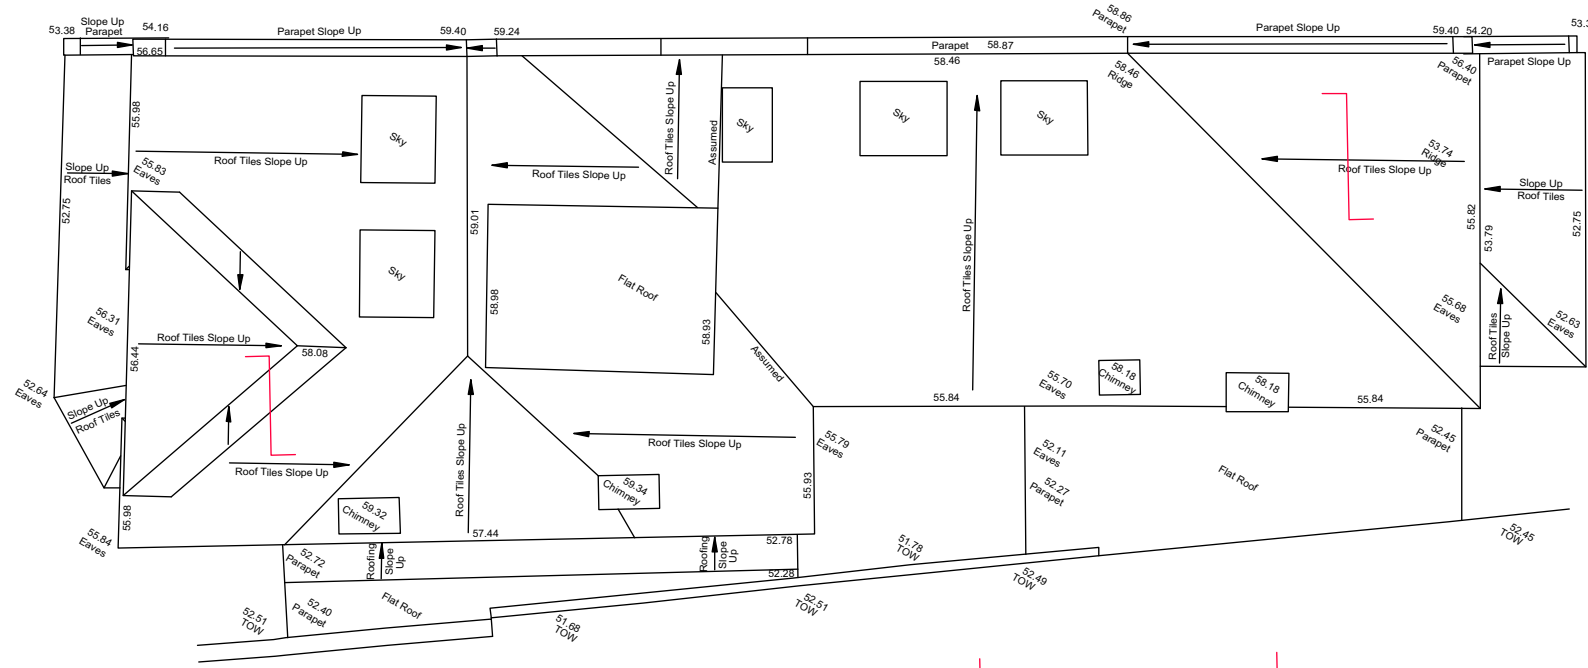 Slope Up
Parapet
53.38
54.16
56.65
Parapet Slope Up
59.40
59.24
Parapet
58.87
58.46
58.86
Parapet
58.46
Ridge
Parapet Slope Up
59.40
54.20
53.3
56.40
Parapet
Parapet Slope Up
55.98
Sky
Roof Tiles Slope Up
Slope Up
Roof Tiles
55.83
Eaves
52.75
Roof Tiles Slope Up
Roof Tiles Slope Up
Assumed
Sky
Sky
Sky
53.74
Ridge
Roof Tiles Slope Up
Slope Up
Roof Tiles
52.75
55.82
53.79
59.01
Sky
Roof Tiles Slope Up
Flat Roof
58.98
58.93
56.31
Eaves
56.44
Roof Tiles Slope Up
58.08
Assumed
55.68
Eaves
Roof Tiles
Slope Up
52.63
Eaves
52.64
Eaves
Slope Up
Roof Tiles
55.70
Eaves
58.18
Chimney
58.18
Chimney
55.84
55.84
Roof Tiles Slope Up
Roof Tiles Slope Up
Roof Tiles Slope Up
55.79
Eaves
52.11
Eaves
52.27
Parapet
52.45
Parapet
Flat Roof
59.32
Chimney
59.34
Chimney
55.93
55.98
55.84
Eaves
57.44
52.72
Parapet
Roofing
Slope
Up
Roofing
Slope
Up
52.78
52.28
51.78
TOW
52.45
TOW
52.49
TOW
52.51
TOW
52.40
Parapet
Flat Roof
51.68
TOW
52.51
TOW